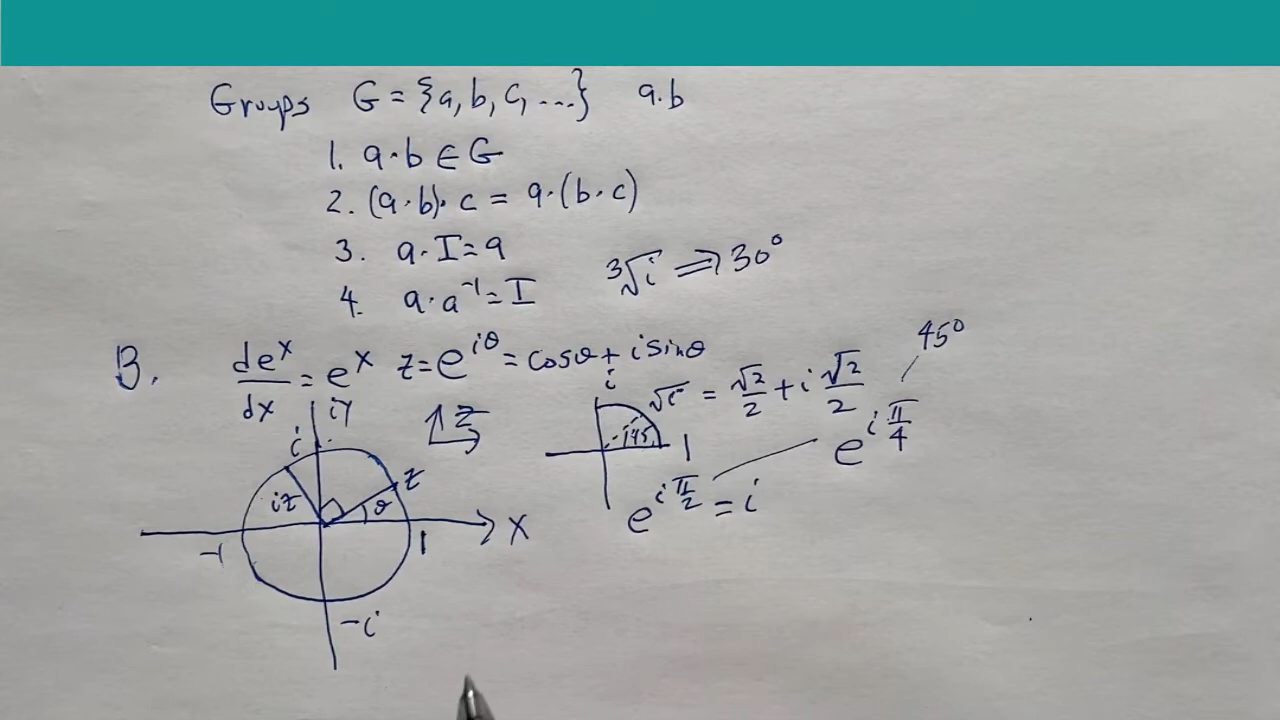 Groups G = {a, b, c, ...} a.b
1. a·b ∈ G
2. (a·b)·c = a·(b·c)
3. a·I = a
∛i ⇒ 30°
4. a·a⁻¹ = I
45°
B. de^x/dx = e^x z = e^{iθ} = cosθ + i sinθ
√i = √2/2 + i √2/2
e^{iπ/4}
iy
i
z
i
45
1
e^{iπ/2} = i
iz
z
θ
-1
1
x
-i